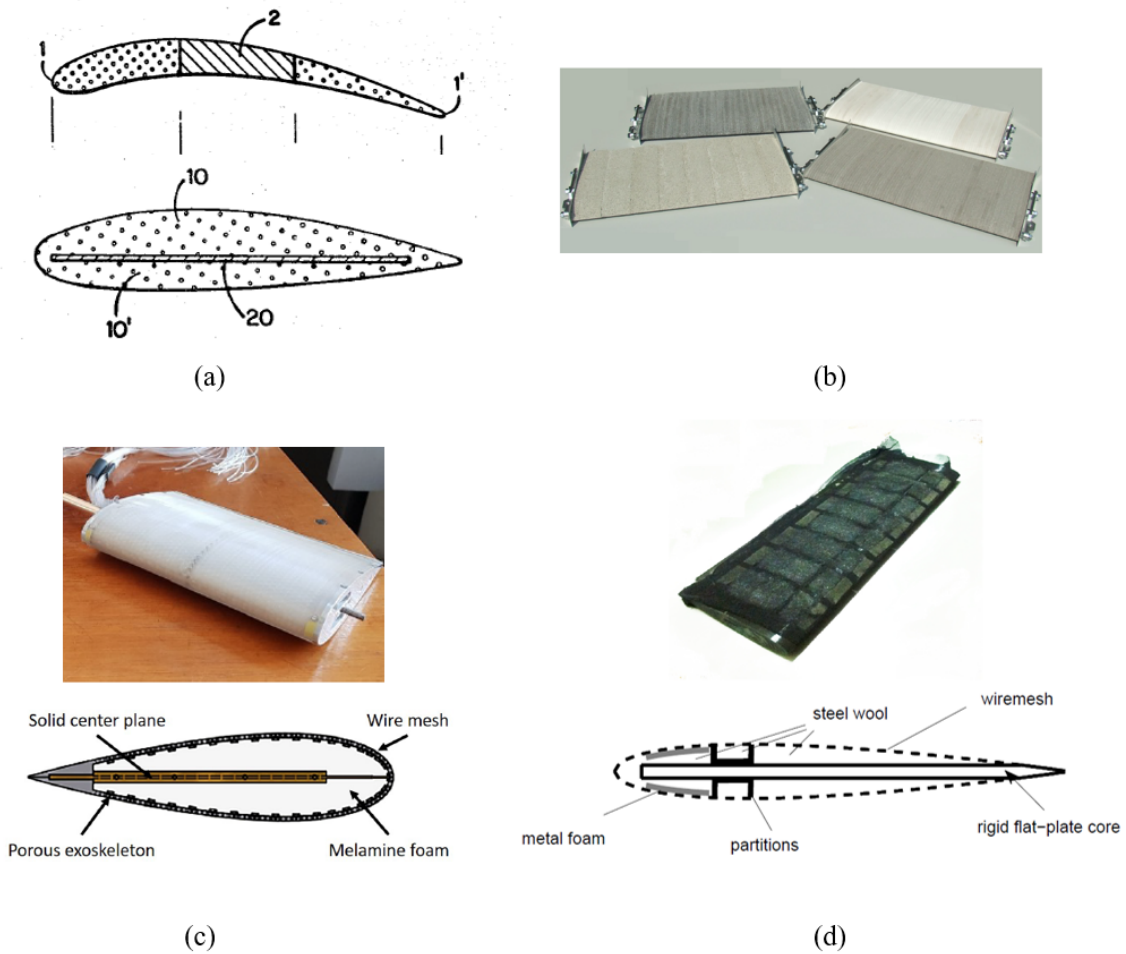 2
1
1'
10
10'
20
(a)
(b)
Solid center plane
Wire mesh
Porous exoskeleton
Melamine foam
(c)
steel wool
wiremesh
metal foam
partitions
rigid flat-plate core
(d)